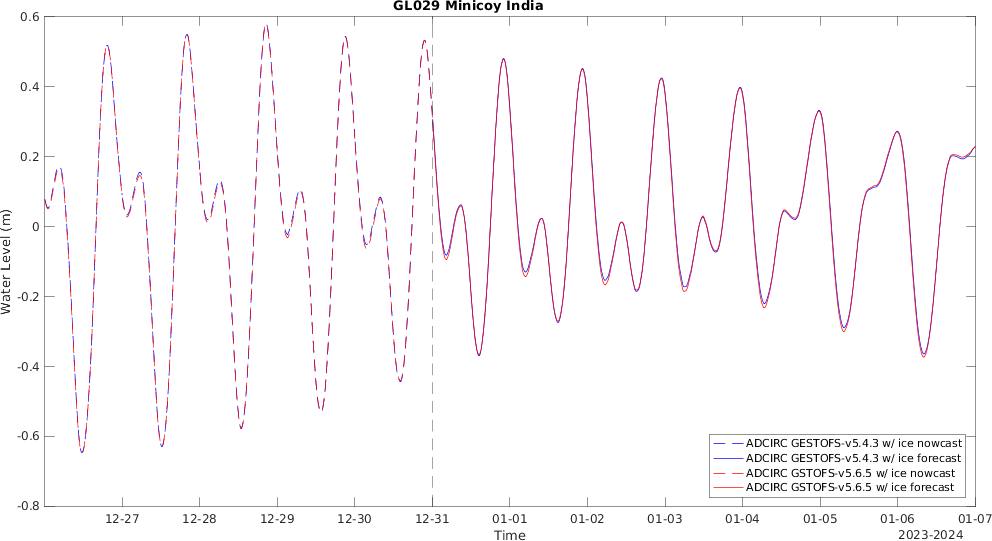 GL029 Minicoy India
0.6
0.4
0.2
0
-0.2
-0.4
-0.6
-0.8
Water Level (m)
ADCIRC GESTOFS-v5.4.3 w/ ice nowcast
ADCIRC GESTOFS-v5.4.3 w/ ice forecast
ADCIRC GSTOFS-v5.6.5 w/ ice nowcast
ADCIRC GSTOFS-v5.6.5 w/ ice forecast
12-27 12-28 12-29 12-30 12-31 01-01 01-02 01-03 01-04 01-05 01-06 01-07
Time
2023-2024